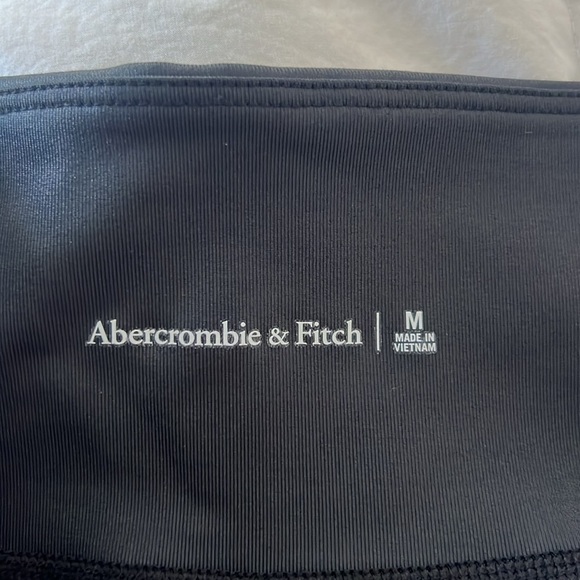 Abercrombie & Fitch | M
MADE IN
VIETNAM